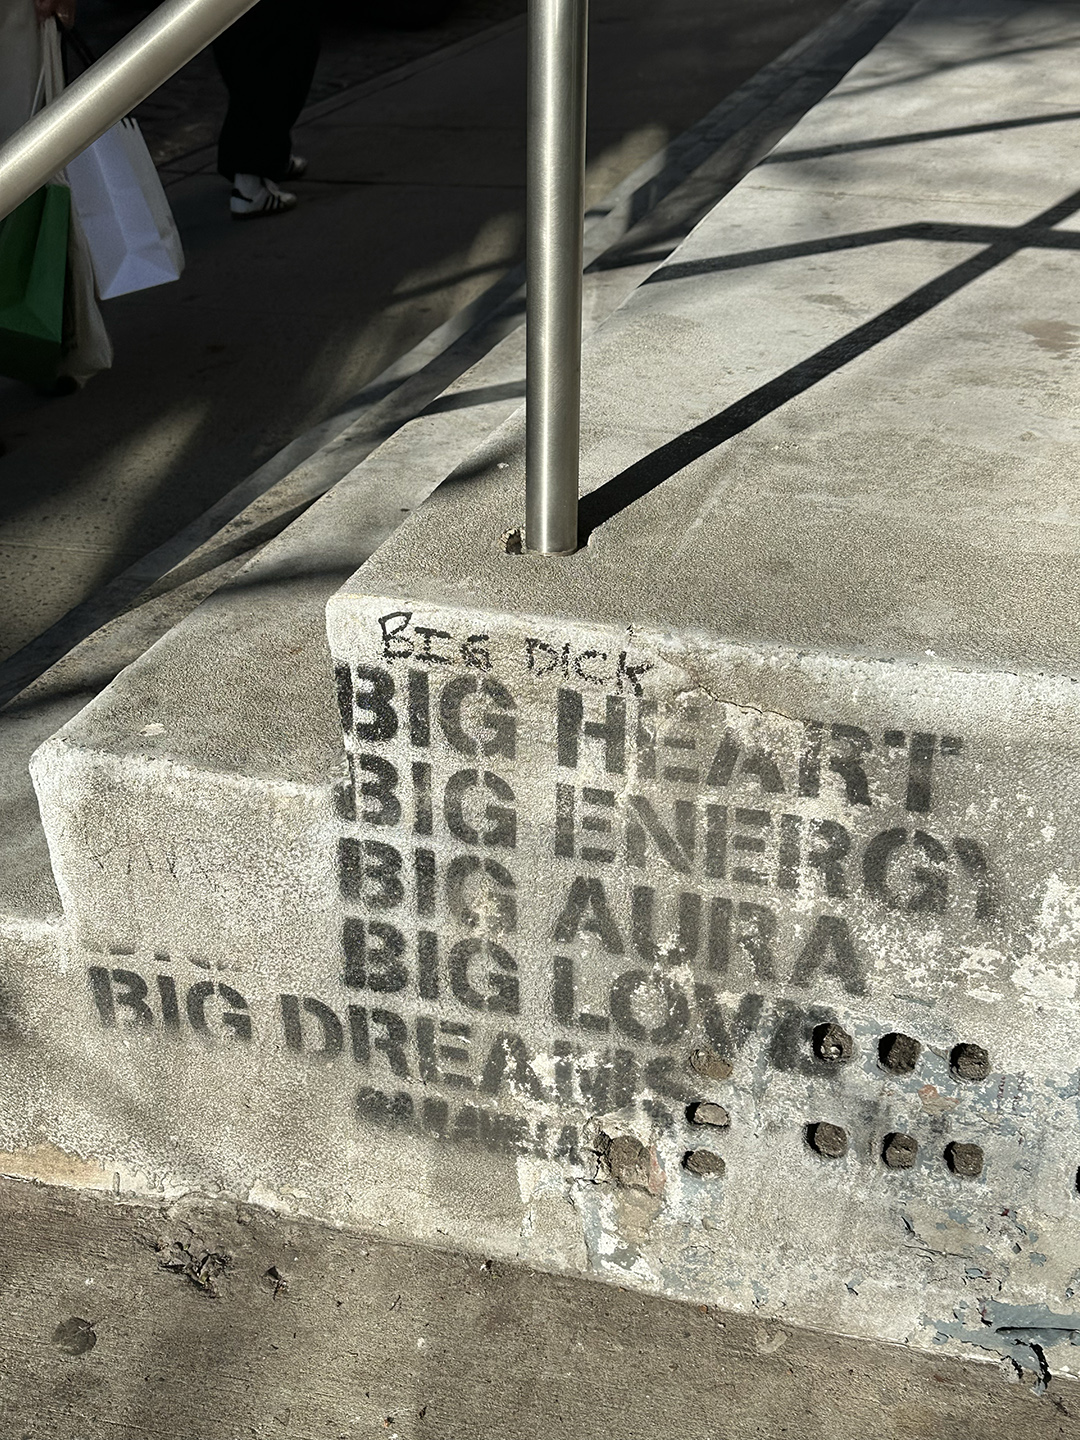 BIG DICK
BIG HEART
BIG ENERGY
BIG AURA
BIG LOVE
BIG DREAMS